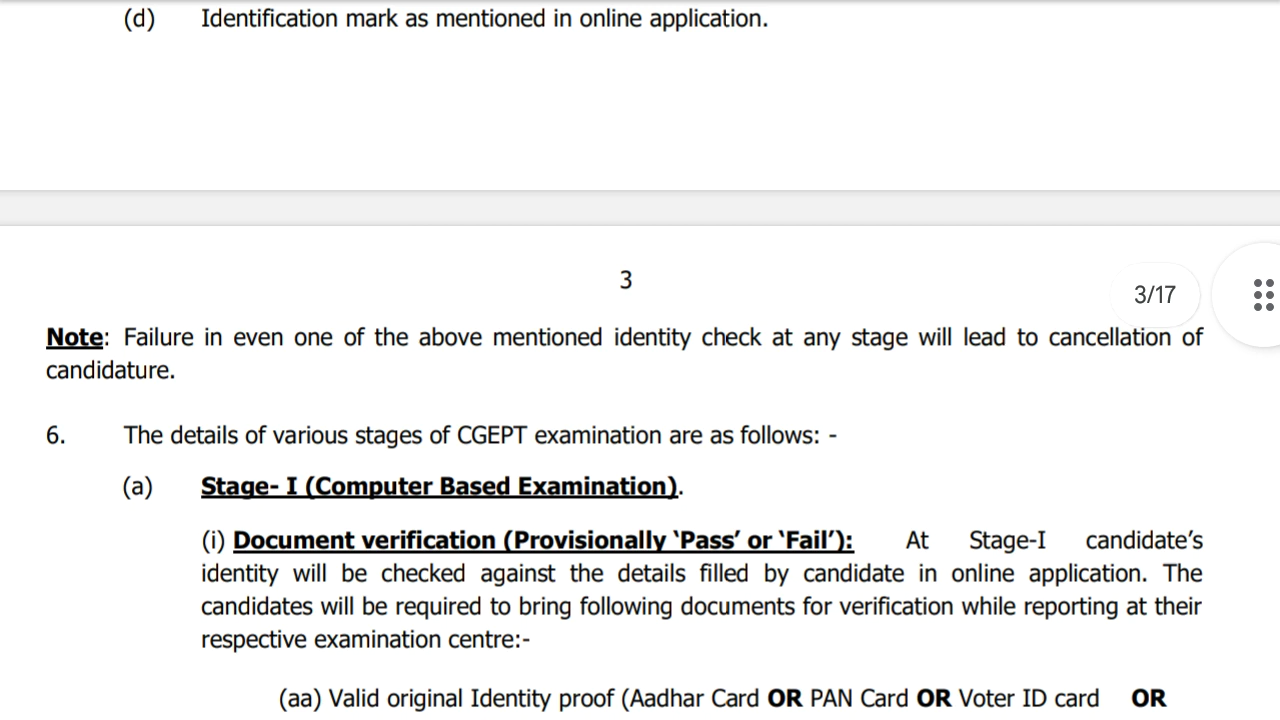 (d) Identification mark as mentioned in online application.
3
3/17
Note: Failure in even one of the above mentioned identity check at any stage will lead to cancellation of
candidature.
6. The details of various stages of CGEPT examination are as follows: -
(a) Stage- I (Computer Based Examination).
(i) Document verification (Provisionally ‘Pass’ or ‘Fail’): At Stage-I candidate’s
identity will be checked against the details filled by candidate in online application. The
candidates will be required to bring following documents for verification while reporting at their
respective examination centre:-
(aa) Valid original Identity proof (Aadhar Card OR PAN Card OR Voter ID card OR